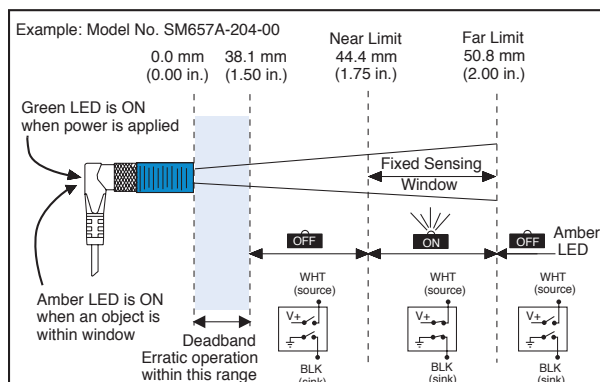 Example: Model No. SM657A-204-00
0.0 mm
(0.00 in.)
38.1 mm
(1.50 in.)
Near Limit
44.4 mm
(1.75 in.)
Far Limit
50.8 mm
(2.00 in.)
Green LED is ON
when power is applied
Fixed Sensing
Window
OFF
ON
OFF
Amber
LED
Amber LED is ON
when an object is
within window
Deadband
Erratic operation
within this range
WHT
(source)
V+
BLK
(sink)
WHT
(source)
V+
BLK
(sink)
WHT
(source)
V+
BLK
(sink)